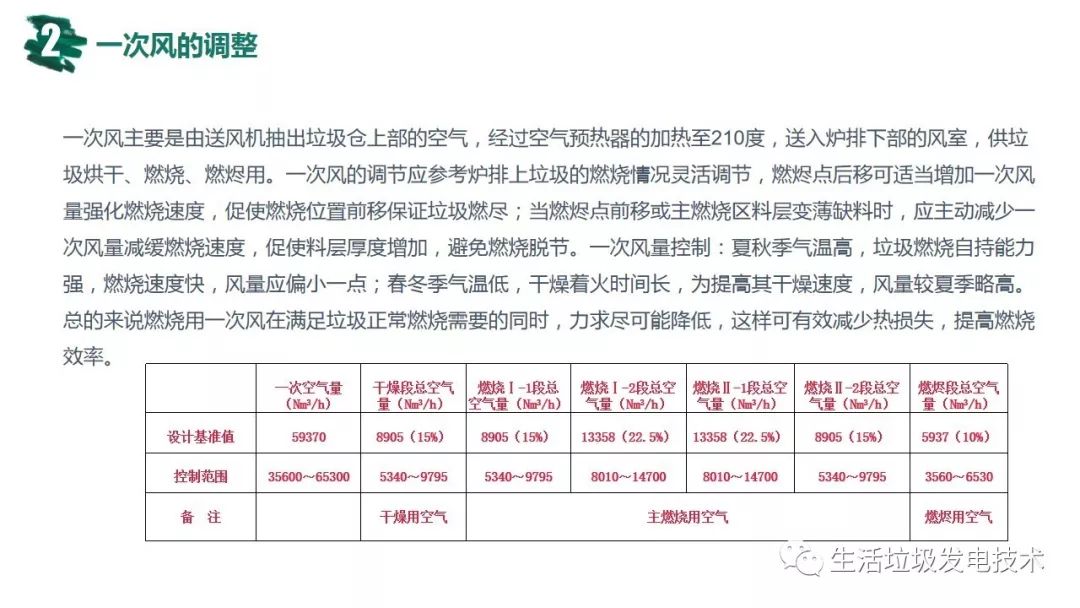 2 一次风的调整
一次风主要是由送风机抽出垃圾仓上部的空气，经过空气预热器的加热至210度，送入炉排下部的风室，供垃
圾烘干、燃烧、燃烬用。一次风的调节应参考炉排上垃圾的燃烧情况灵活调节，燃烬点后移可适当增加一次风
量强化燃烧速度，促使燃烧位置前移保证垃圾燃尽；当燃烬点前移或主燃烧区料层变薄缺料时，应主动减少一
次风量减缓燃烧速度，促使料层厚度增加，避免燃烧脱节。一次风量控制：夏秋季气温高，垃圾燃烧自持能力
强，燃烧速度快，风量应偏小一点；春冬季气温低，干燥着火时间长，为提高其干燥速度，风量较夏季略高。
总的来说燃烧用一次风在满足垃圾正常燃烧需要的同时，力求尽可能降低，这样可有效减少热损失，提高燃烧
效率。
一次空气量 干燥段总空气 燃烧Ⅰ-1段总 燃烧Ⅰ-2段总空 燃烧Ⅱ-1段总空 燃烧Ⅱ-2段总空 燃烬段总空气
（Nm³/h） 量（Nm³/h） 空气量（Nm³/h） 气量（Nm³/h） 气量（Nm³/h） 气量（Nm³/h） 量（Nm³/h）
设计基准值 59370 8905（15%） 8905（15%） 13358（22.5%） 13358（22.5%） 8905（15%） 5937（10%）
控制范围 35600～65300 5340～9795 5340～9795 8010～14700 8010～14700 5340～9795 3560～6530
备 注 干燥用空气 主燃烧用空气 燃烬用空气
生活垃圾发电技术